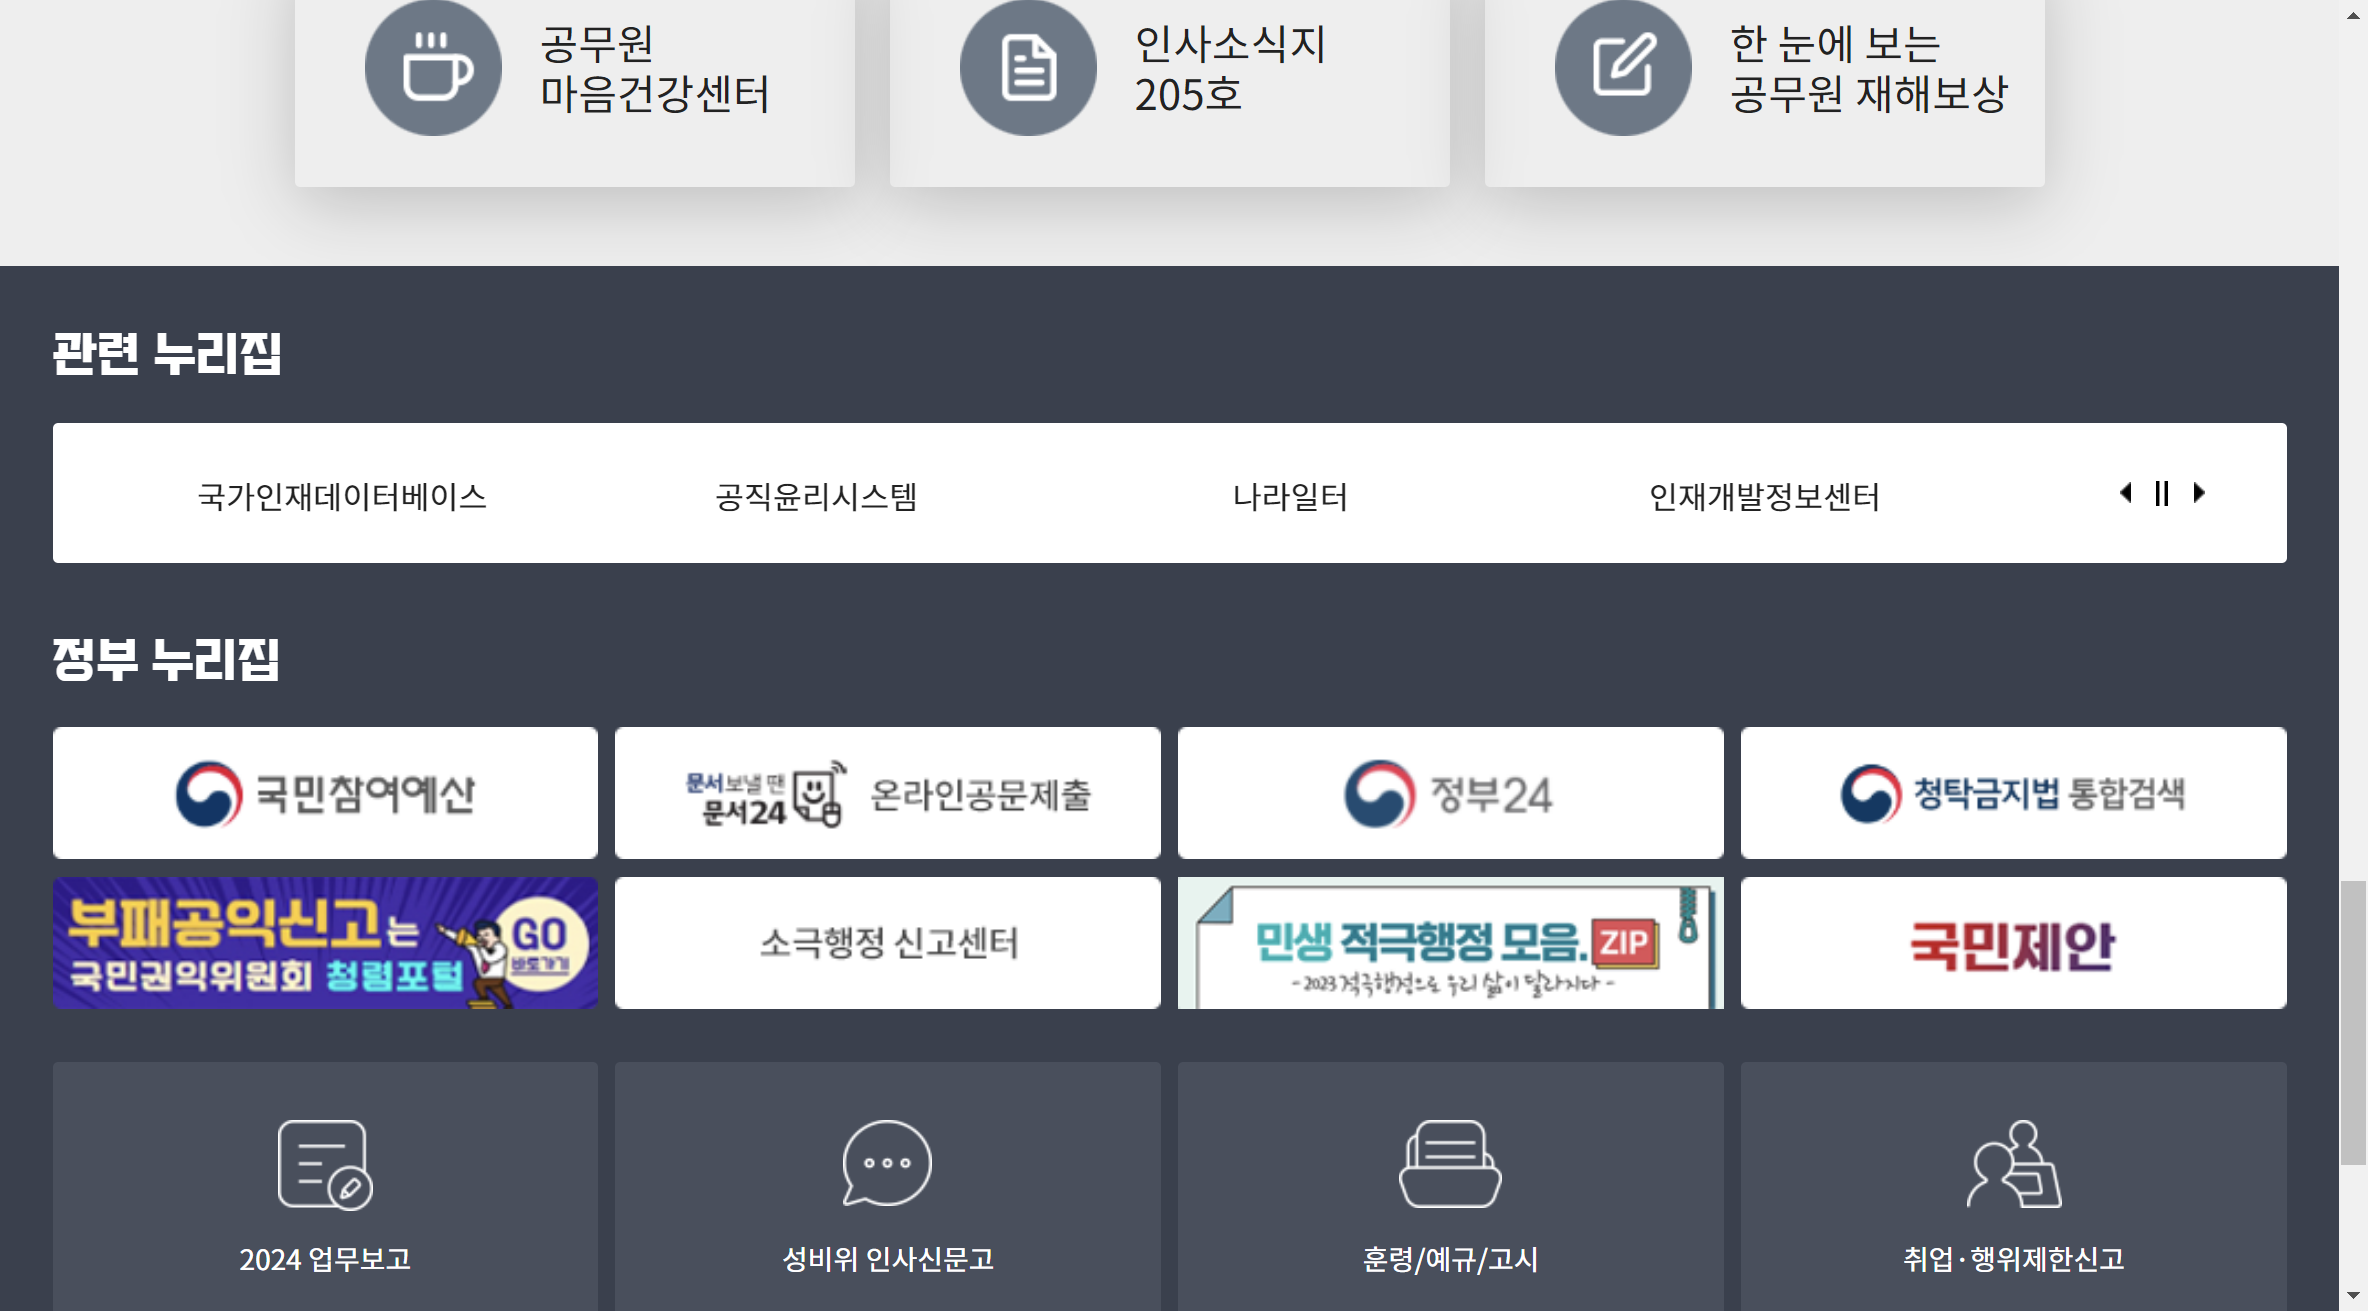 공무원
마음건강센터
인사소식지
205호
한 눈에 보는
공무원 재해보상
관련 누리집
국가인재데이터베이스
공직윤리시스템
나라일터
인재개발정보센터
정부 누리집
국민참여예산
문서보낼 땐
문서24
온라인공문제출
정부24
청탁금지법 통합검색
부패공익신고는
국민권익위원회 청렴포털
GO
바로가기
소극행정 신고센터
민생 적극행정 모음.ZIP
- 2023 적극행정으로 우리 삶이 달라지다 -
국민제안
2024 업무보고
성비위 인사신문고
훈령/예규/고시
취업·행위제한신고